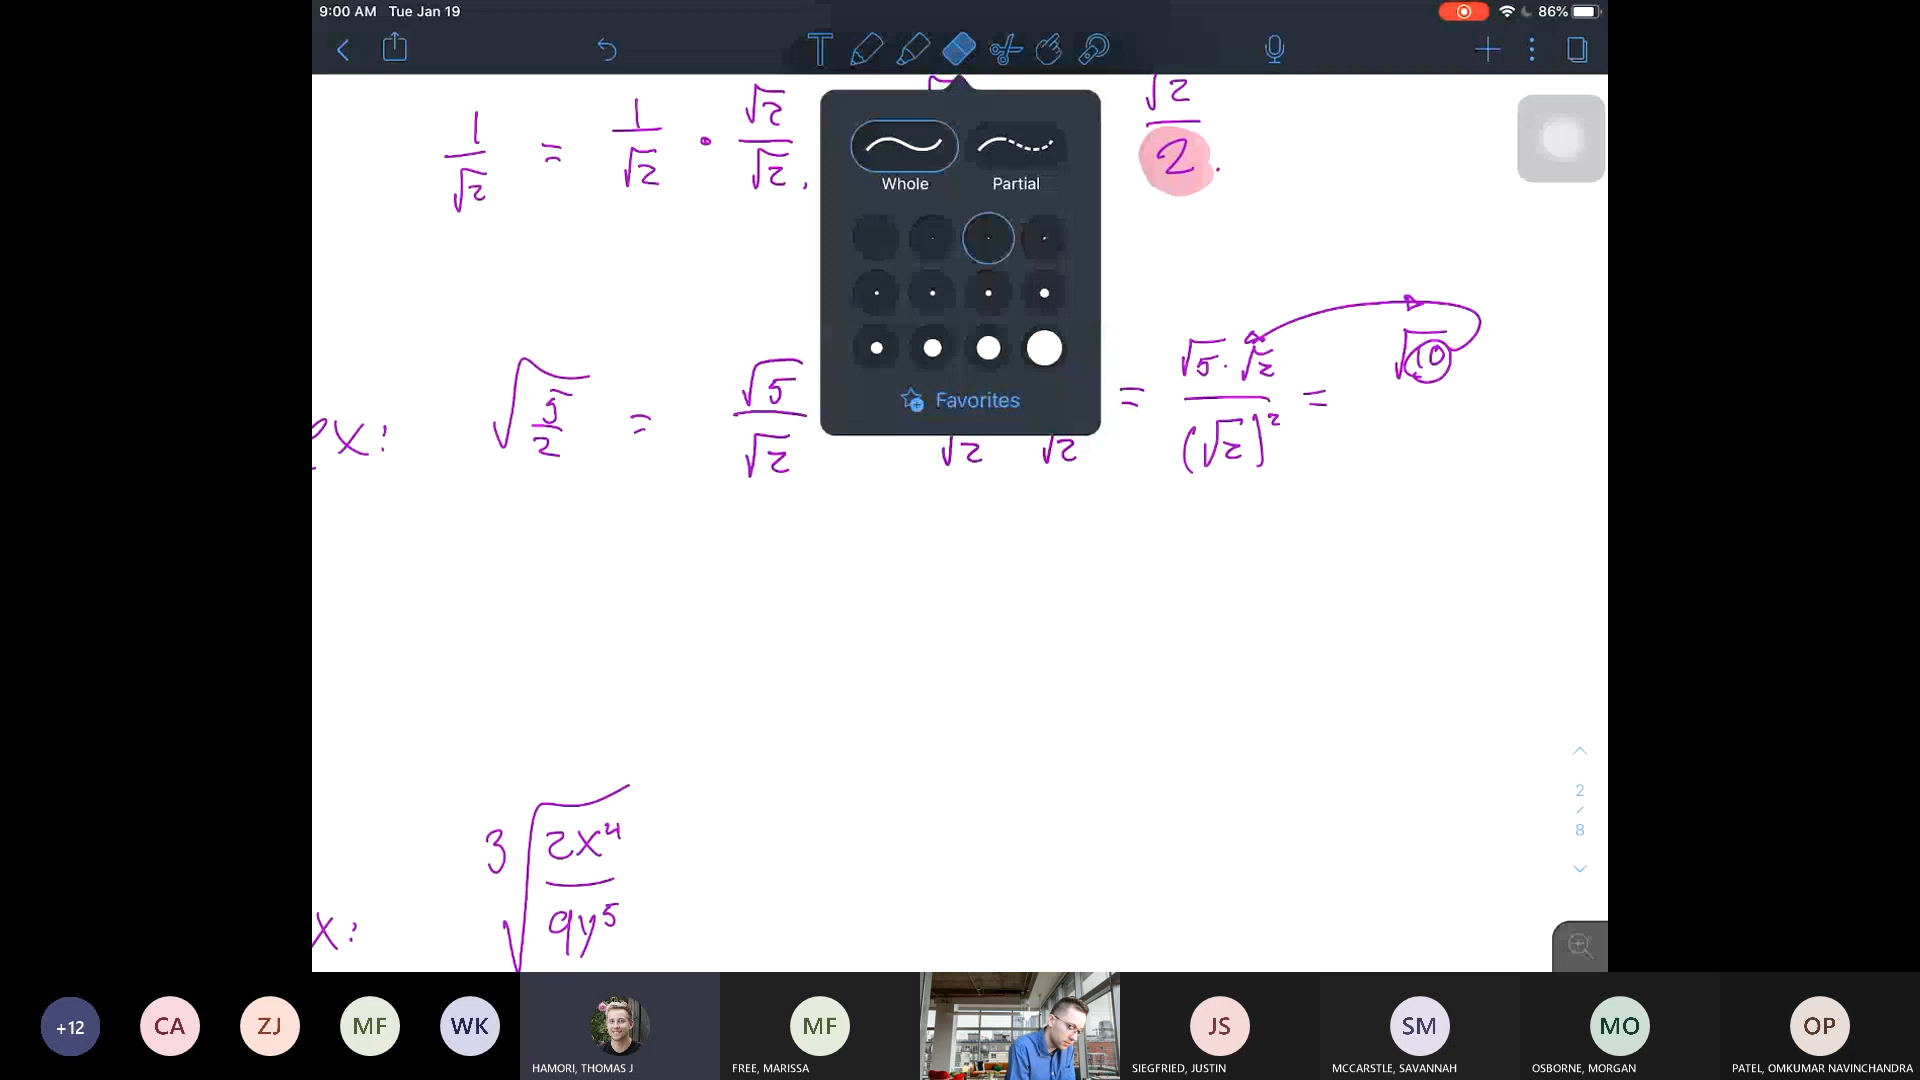 9:00 AM Tue Jan 19
86%
T
1/√2 = 1/√2 · √2/√2, √2/2.
Whole Partial
Favorites
ex: √(5/2) = √5/√2 √2 √2 = √5·√2/(√2)² = √10
2
/
8
x: ³√(2x⁴/9y⁵)
+12 CA ZJ MF WK MF JS SM MO OP
HAMORI, THOMAS J FREE, MARISSA SIEGFRIED, JUSTIN MCCARSTLE, SAVANNAH OSBORNE, MORGAN PATEL, OMKUMAR NAVINCHANDRA